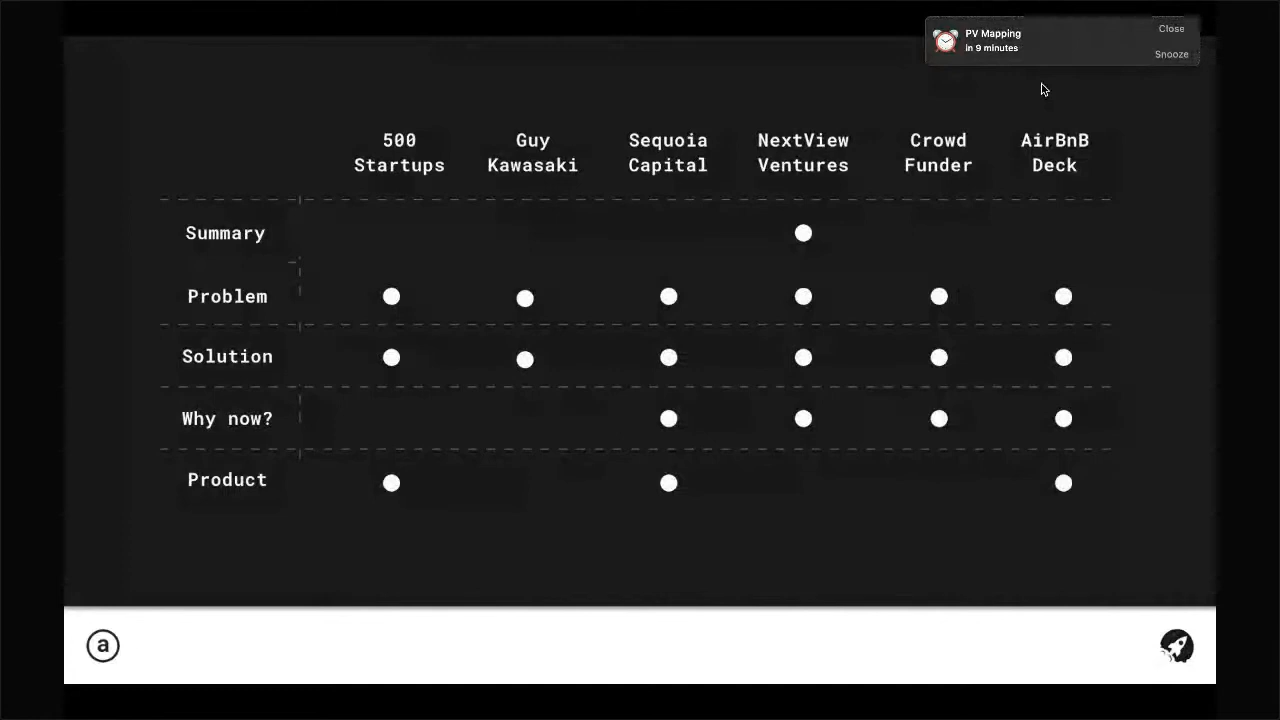 PV Mapping
in 9 minutes
Close
Snooze
500 Startups
Guy Kawasaki
Sequoia Capital
NextView Ventures
Crowd Funder
AirBnB Deck
Summary
Problem
Solution
Why now?
Product
a